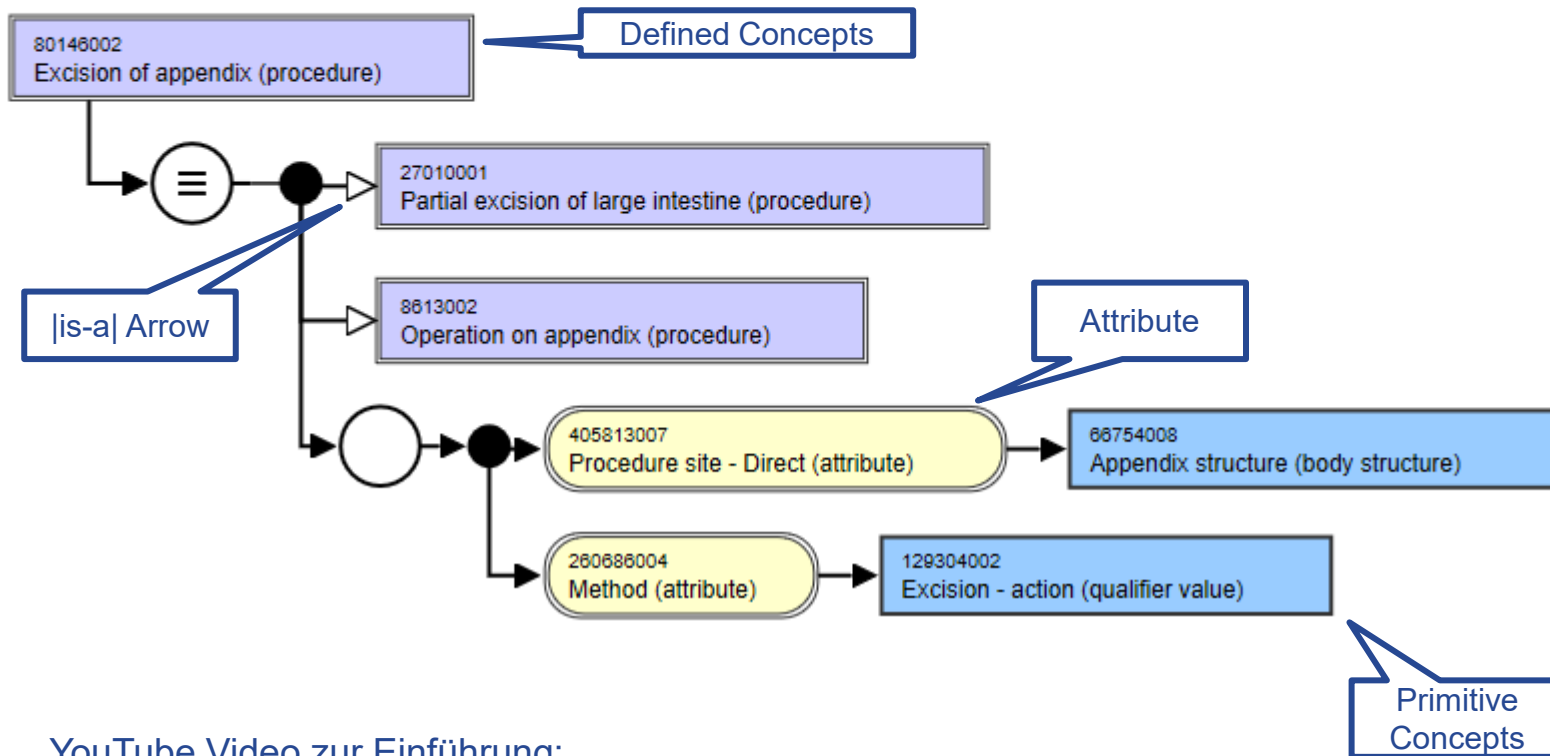 80146002
Excision of appendix (procedure)
Defined Concepts
≡
27010001
Partial excision of large intestine (procedure)
|is-a| Arrow
8613002
Operation on appendix (procedure)
Attribute
405813007
Procedure site - Direct (attribute)
66754008
Appendix structure (body structure)
260686004
Method (attribute)
129304002
Excision - action (qualifier value)
Primitive
Concepts
YouTube Video zur Einführung: